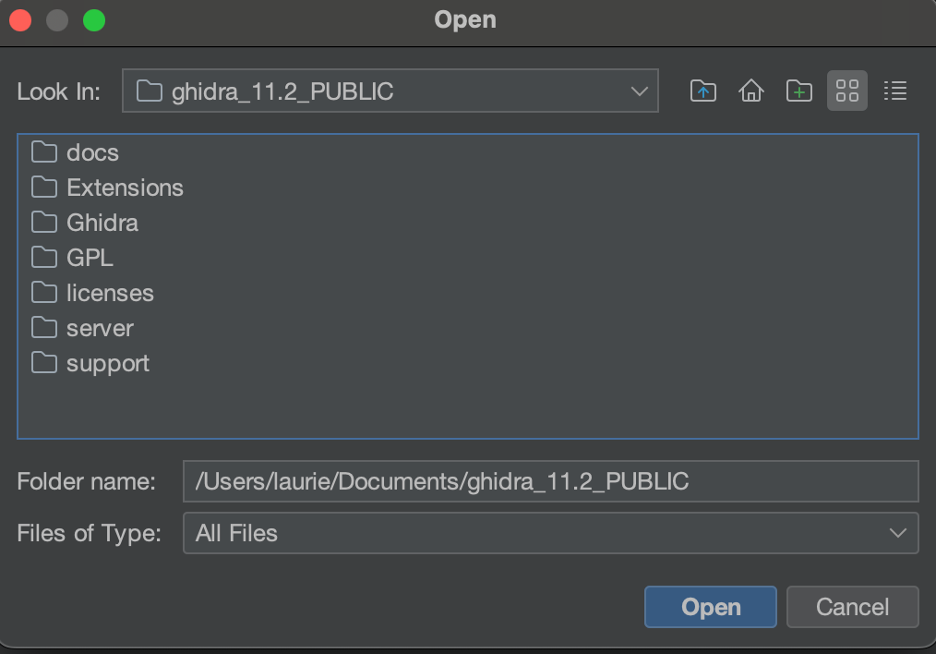 Open
Look In: ghidra_11.2_PUBLIC
docs
Extensions
Ghidra
GPL
licenses
server
support
Folder name: /Users/laurie/Documents/ghidra_11.2_PUBLIC
Files of Type: All Files
Open Cancel